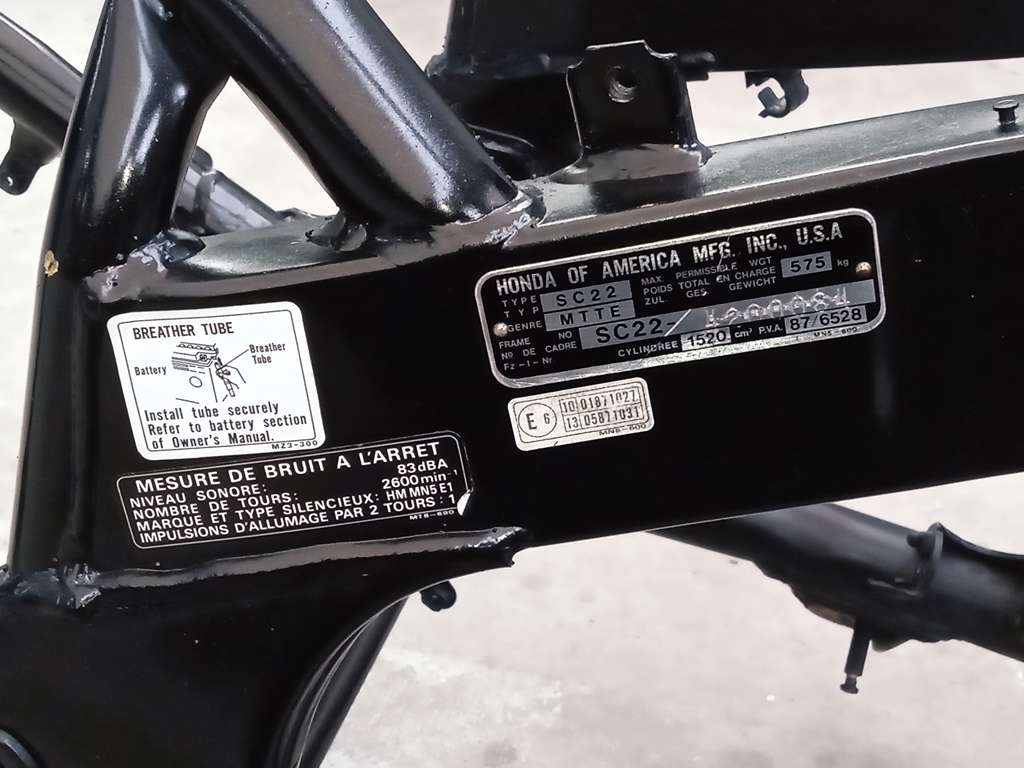 BREATHER TUBE
Breather
Tube
Battery
Install tube securely
Refer to battery section
of Owner's Manual.
MZ3-300
MESURE DE BRUIT A L'ARRET
NIVEAU SONORE: 83dBA
NOMBRE DE TOURS: 2600min-1
MARQUE ET TYPE SILENCIEUX: HM MN5 E1
IMPULSIONS D'ALLUMAGE PAR 2 TOURS: 1
MT8-690
HONDA OF AMERICA MFG. INC., U.S.A
TYPE
TYP
SC22
MAX PERMISSIBLE WGT
POIDS TOTAL EN CHARGE
ZUL. GES. GEWICHT
575 kg
GENRE MTTE
FRAME NO
Nº DE CADRE
Fz-I-Nr
SC22-
CYLINDREE 1520 cm³ P.V.A. 87/6528
MN5-600
E6
10 01871027
13 05871031
MN5-600